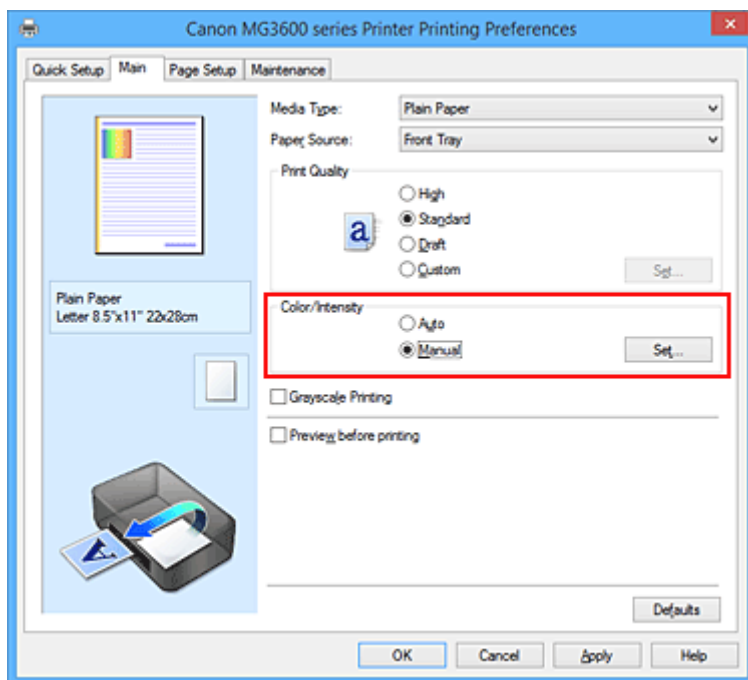 Canon MG3600 series Printer Printing Preferences
Quick Setup Main Page Setup Maintenance
Media Type: Plain Paper
Paper Source: Front Tray
Print Quality
High
Standard
a
Draft
Custom Set...
Plain Paper
Letter 8.5"x11" 22x28cm
Color/Intensity
Auto
Manual Set...
Grayscale Printing
Preview before printing
A
Defaults
OK Cancel Apply Help